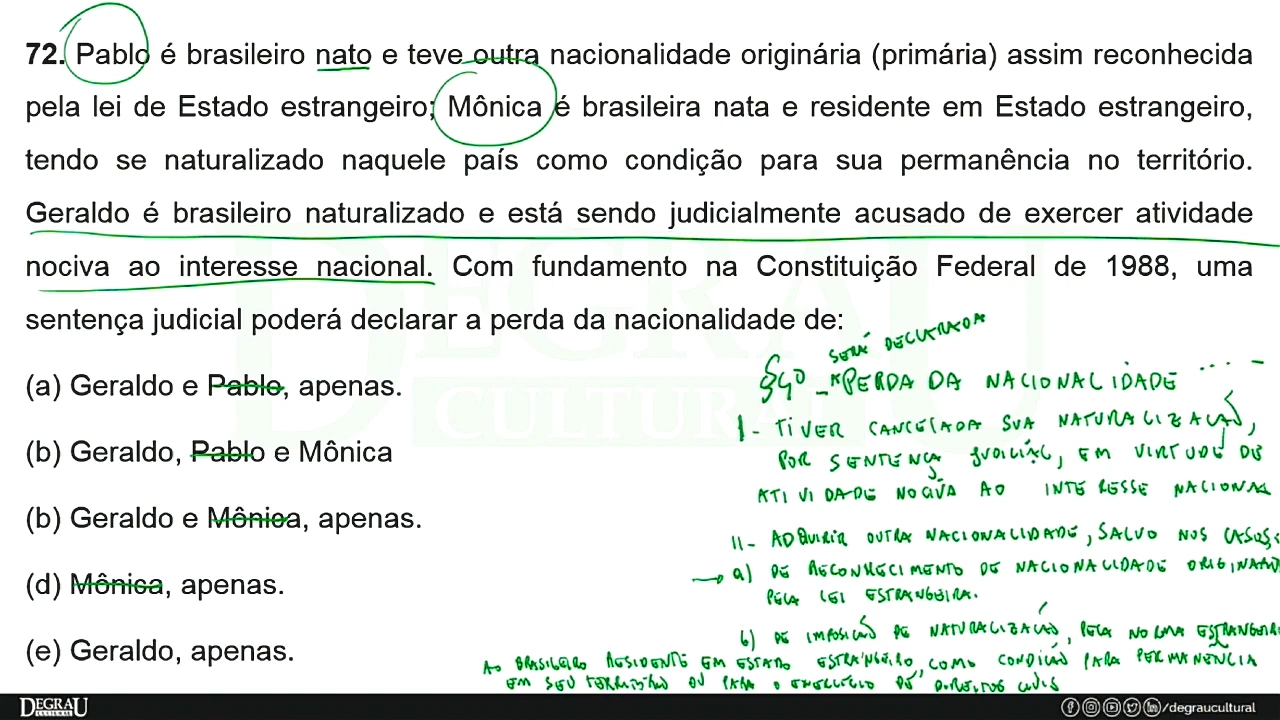 72. Pablo é brasileiro nato e teve outra nacionalidade originária (primária) assim reconhecida
pela lei de Estado estrangeiro; Mônica é brasileira nata e residente em Estado estrangeiro,
tendo se naturalizado naquele país como condição para sua permanência no território.
Geraldo é brasileiro naturalizado e está sendo judicialmente acusado de exercer atividade
nociva ao interesse nacional. Com fundamento na Constituição Federal de 1988, uma
sentença judicial poderá declarar a perda da nacionalidade de:
(a) Geraldo e Pablo, apenas.
(b) Geraldo, Pablo e Mônica
(b) Geraldo e Mônica, apenas.
(d) Mônica, apenas.
(e) Geraldo, apenas.
SERÁ DECLARADA
§4º - PERDA DA NACIONALIDADE ....-
I- TIVER CANCELADA SUA NATURALIZAÇÃO,
POR SENTENÇA JUDICIAL, EM VIRTUDE DE
ATIVIDADE NOCIVA AO INTERESSE NACIONAL
II- ADQUIRIR OUTRA NACIONALIDADE, SALVO NOS CASOS:
→ a) DE RECONHECIMENTO DE NACIONALIDADE ORIGINÁRIA
PELA LEI ESTRANGEIRA.
b) DE IMPOSIÇÃO DE NATURALIZAÇÃO, PELA NORMA ESTRANGEIRA
AO BRASILEIRO RESIDENTE EM ESTADO ESTRANGEIRO, COMO CONDIÇÃO PARA PERMANÊNCIA
EM SEU TERRITÓRIO OU PARA O EXERCÍCIO DE DIREITOS CIVIS
DEGRAU
CULTURAL
DEGRAU
CULTURAL
/degraucultural